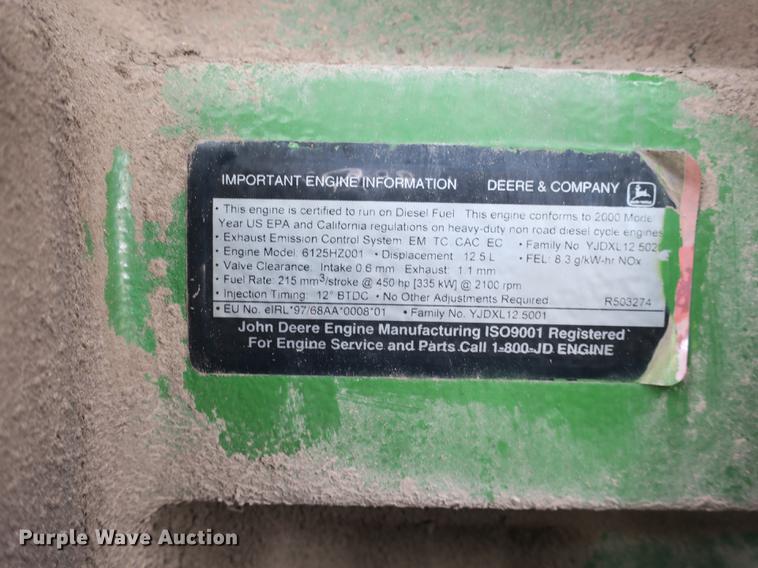 IMPORTANT ENGINE INFORMATION DEERE & COMPANY
• This engine is certified to run on Diesel Fuel This engine conforms to 2000 Mode
Year US EPA and California regulations on heavy-duty non road diesel cycle engines
• Exhaust Emission Control System EM TC CAC EC • Family No YJDXL12 502
• Engine Model: 6125HZ001 • Displacement 12 5 L • FEL: 8.3 g/kW-hr NOx
• Valve Clearance: Intake 0.6 mm Exhaust: 1.1 mm
• Fuel Rate: 215 mm³/stroke @ 450 hp [335 kW] @ 2100 rpm
• Injection Timing: 12° BTDC • No Other Adjustments Required. R503274
• EU No. eIRL*97/68AA*0008*01 • Family No. YJDXL12.5001
John Deere Engine Manufacturing ISO9001 Registered
For Engine Service and Parts Call 1-800-JD ENGINE
Purple Wave Auction